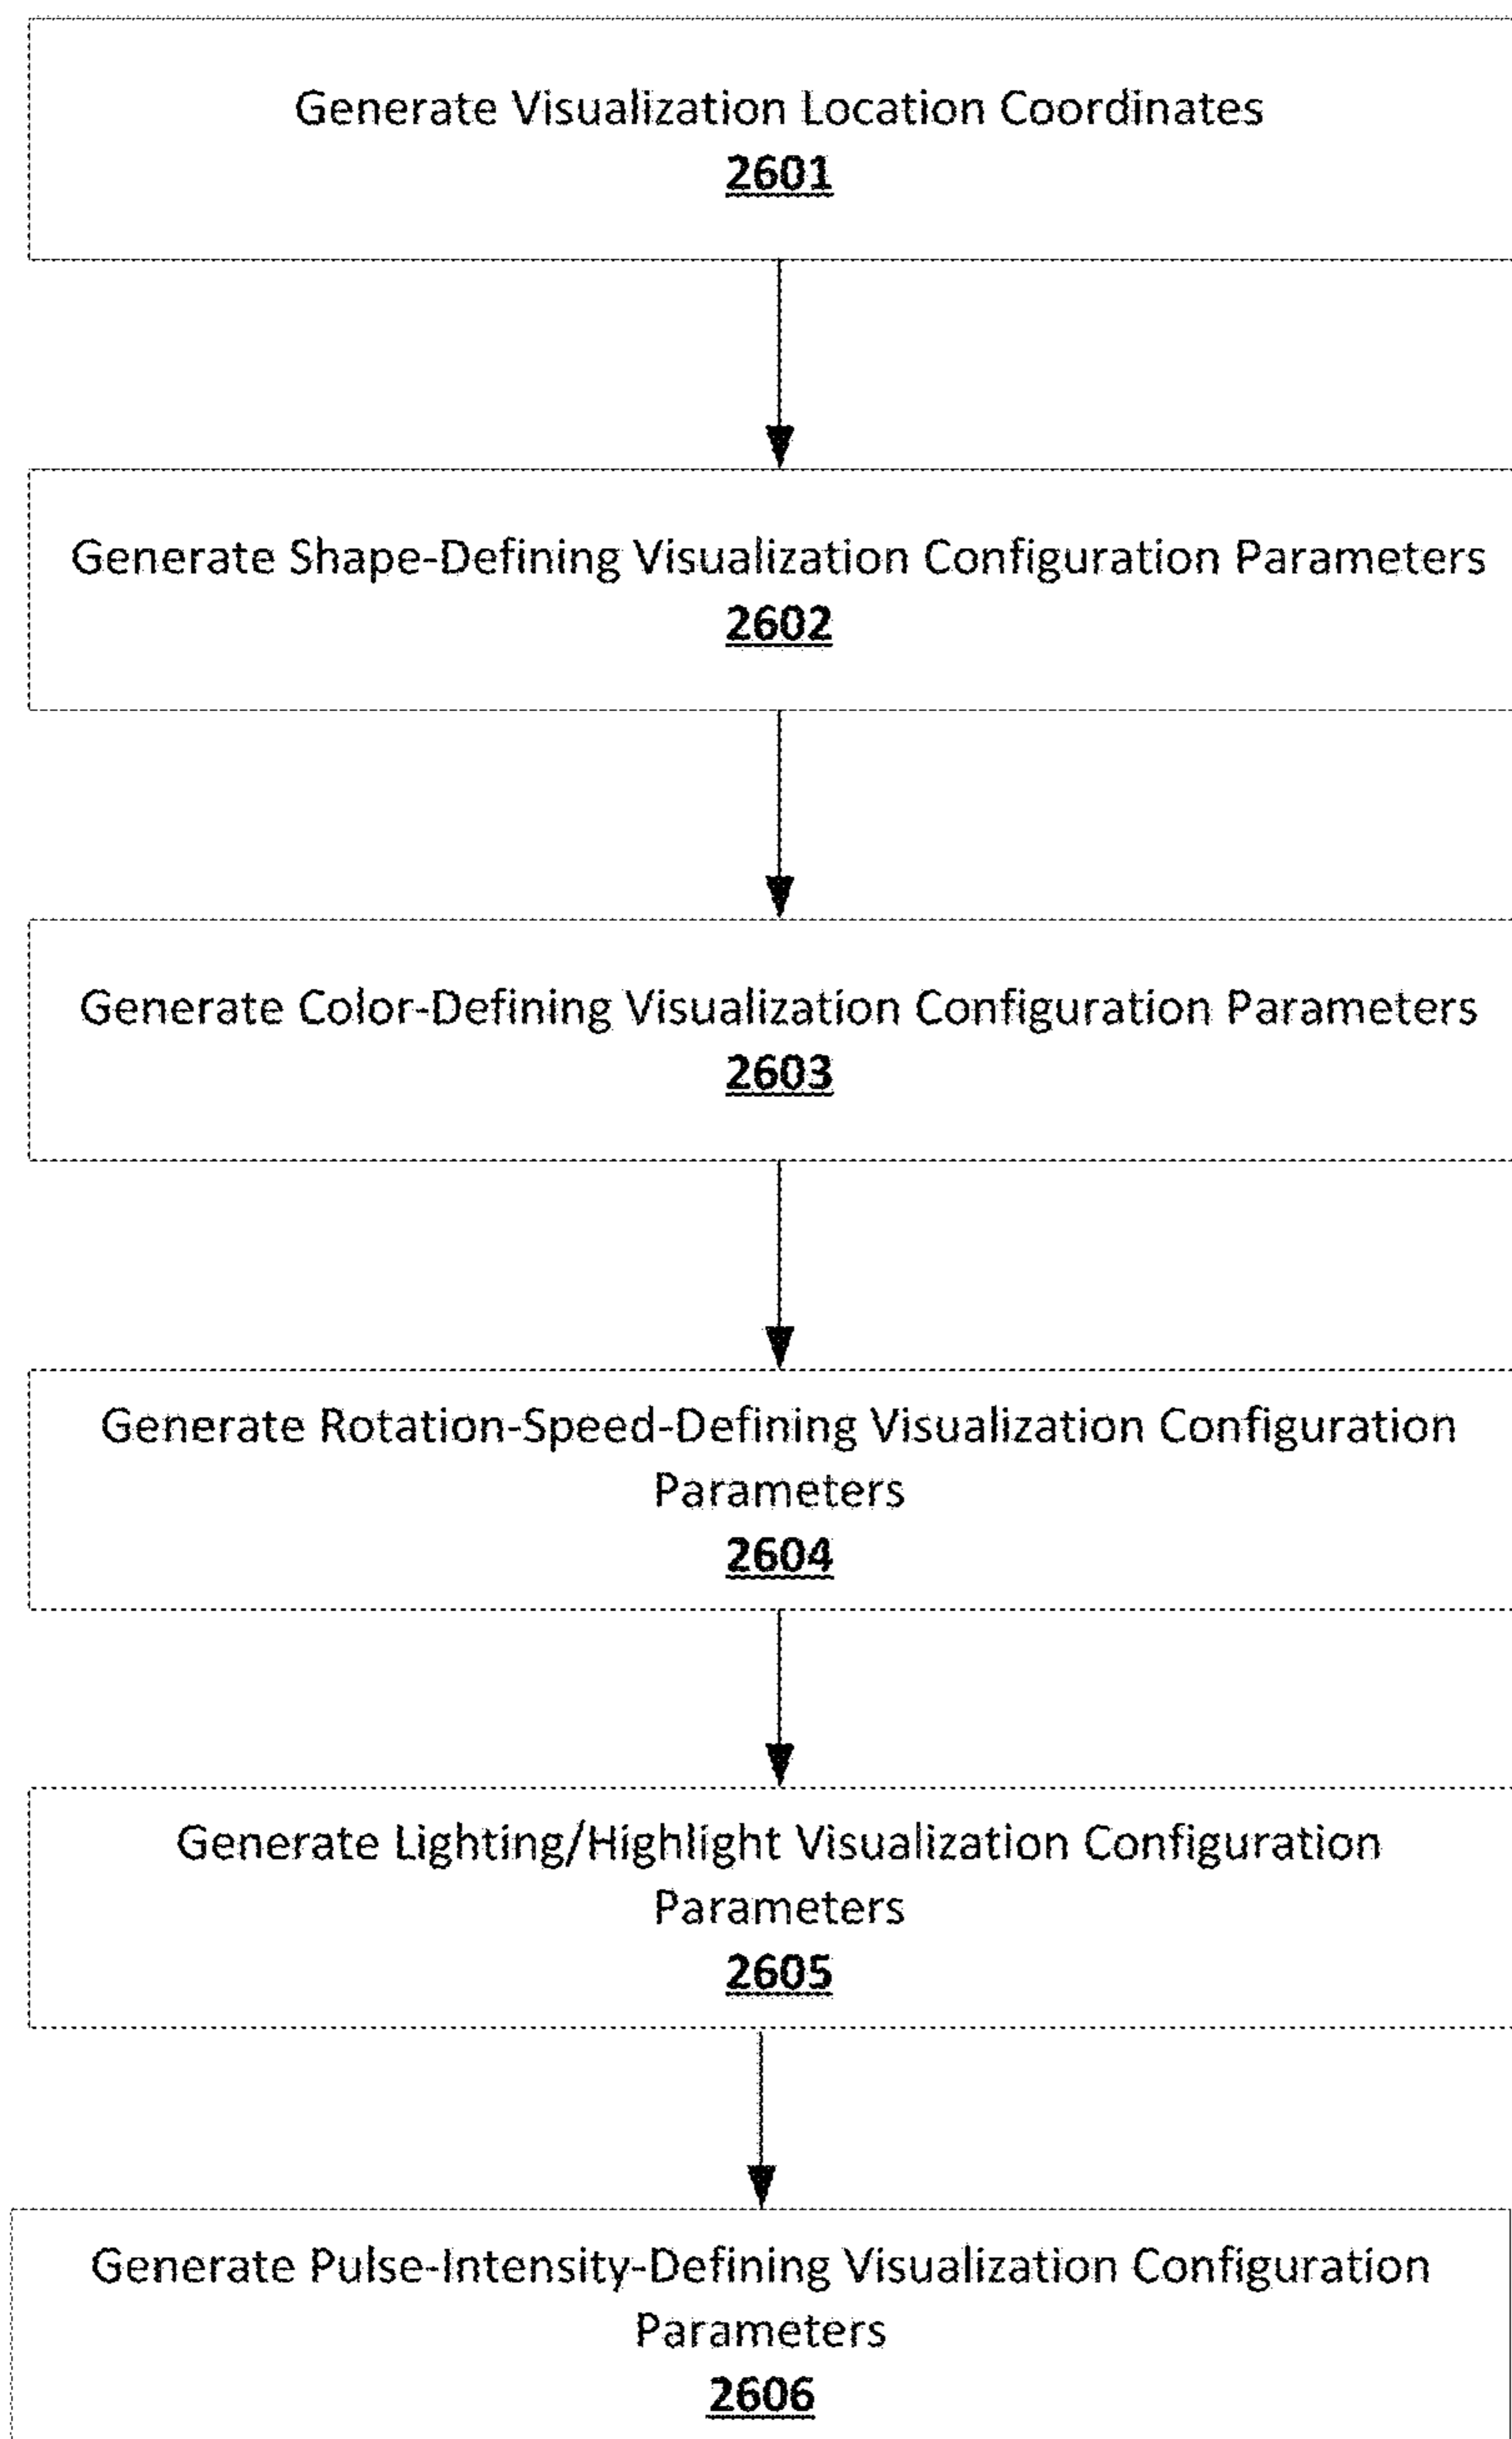 Generate Visualization Location Coordinates
2601
Generate Shape-Defining Visualization Configuration Parameters
2602
Generate Color-Defining Visualization Configuration Parameters
2603
Generate Rotation-Speed-Defining Visualization Configuration
Parameters
2604
Generate Lighting/Highlight Visualization Configuration
Parameters
2605
Generate Pulse-Intensity-Defining Visualization Configuration
Parameters
2606